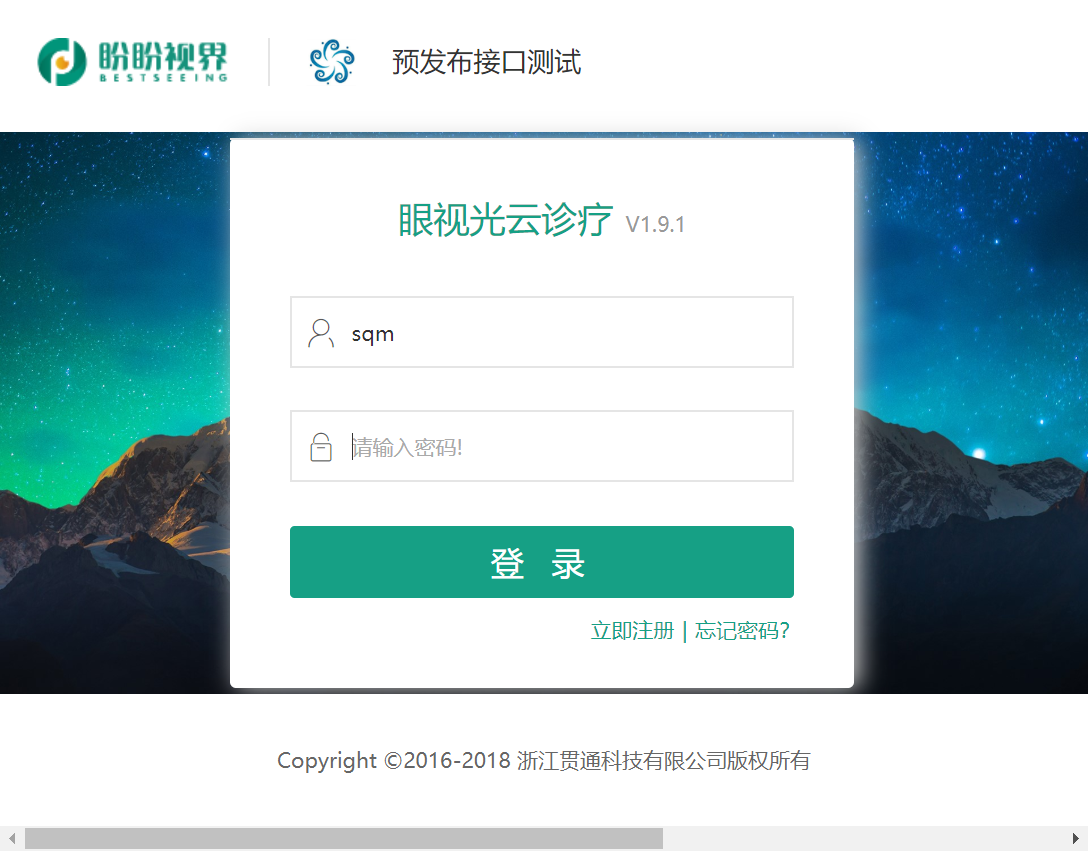 盼盼视界
BESTSEEING
预发布接口测试
眼视光云诊疗 V1.9.1
sqm
请输入密码!
登 录
立即注册 | 忘记密码?
Copyright ©2016-2018 浙江贯通科技有限公司版权所有